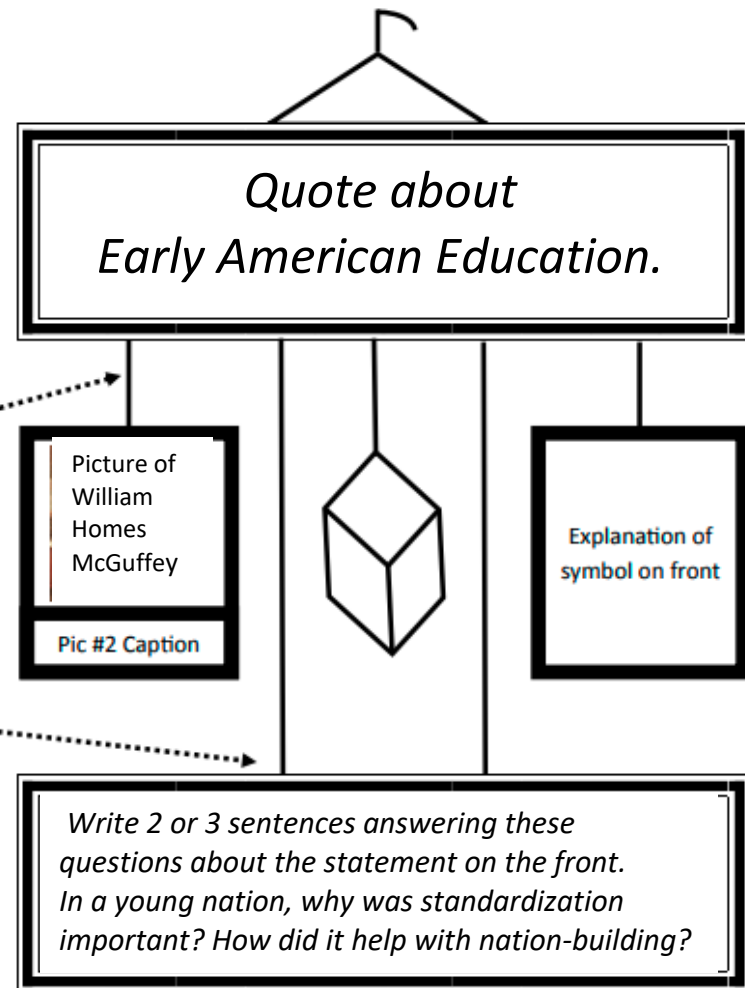 Quote about
Early American Education.
Picture of
William
Homes
McGuffey
Pic #2 Caption
Explanation of
symbol on front
Write 2 or 3 sentences answering these
questions about the statement on the front.
In a young nation, why was standardization
important? How did it help with nation-building?